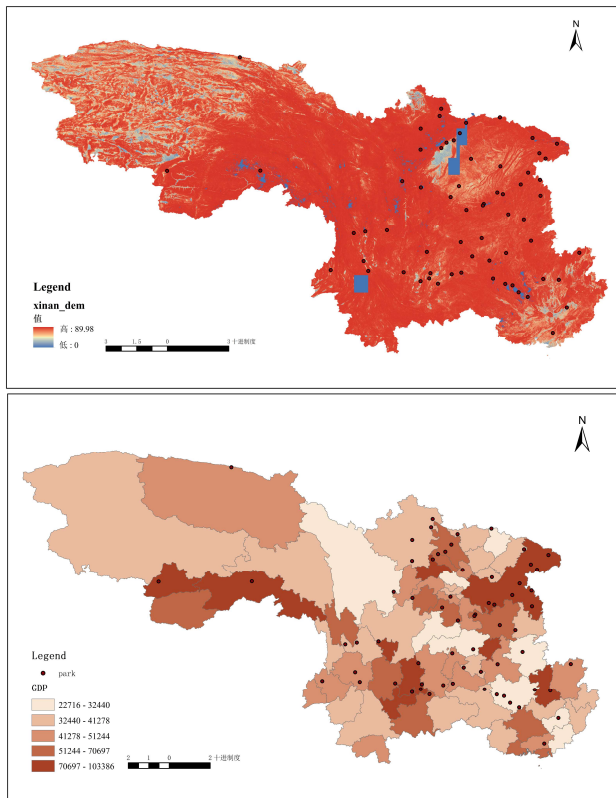 N
Legend
xinan_dem
值
高 : 89.98
低 : 0
3 1.5 0 3 十进制度
N
Legend
park
GDP
22716 - 32440
32440 - 41278
41278 - 51244
51244 - 70697
70697 - 103386
2 1 0 2 十进制度